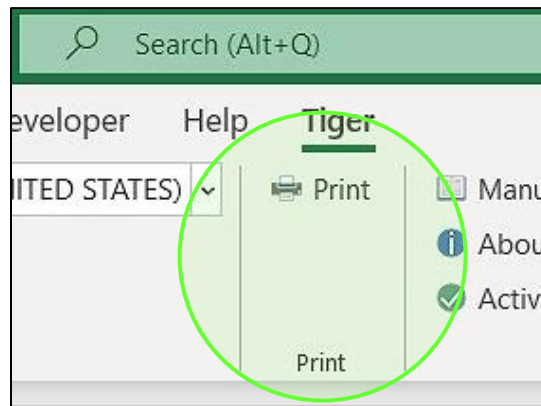 Search (Alt+Q)
eveloper Help Tiger
ITED STATES) Print Manu
Abou
Activ
Print